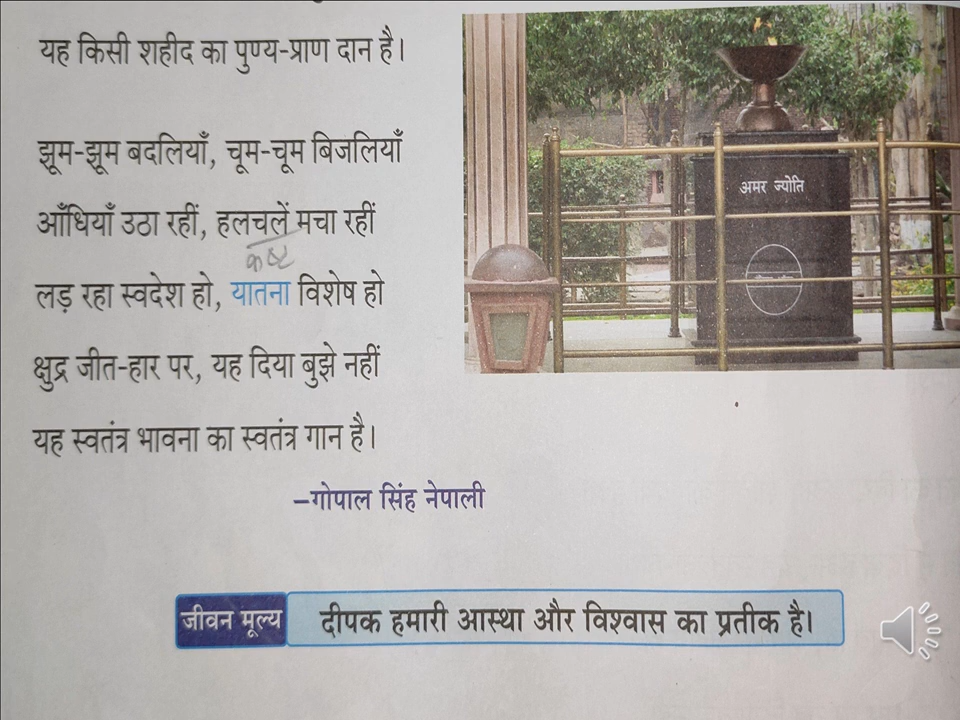 यह किसी शहीद का पुण्य-प्राण दान है।
झूम-झूम बदलियाँ, चूम-चूम बिजलियाँ
आँधियाँ उठा रहीं, हलचलें मचा रहीं
कष्ट
लड़ रहा स्वदेश हो, यातना विशेष हो
क्षुद्र जीत-हार पर, यह दिया बुझे नहीं
यह स्वतंत्र भावना का स्वतंत्र गान है।
–गोपाल सिंह नेपाली
अमर ज्योति
जीवन मूल्य दीपक हमारी आस्था और विश्वास का प्रतीक है।